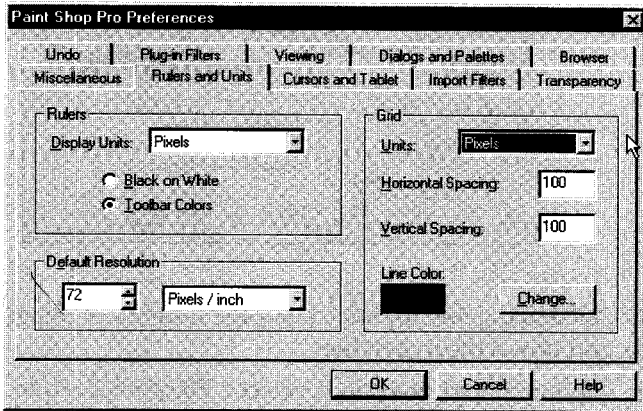 Paint Shop Pro Preferences
Undo Plug-in Filters Viewing Dialogs and Palettes Browser
Miscellaneous Rulers and Units Cursors and Tablet Import Filters Transparency
Rulers
Display Units: Pixels
Black on White
Toolbar Colors
Default Resolution
72 Pixels / inch
Grid
Units: Pixels
Horizontal Spacing: 100
Vertical Spacing: 100
Line Color:
Change...
OK Cancel Help